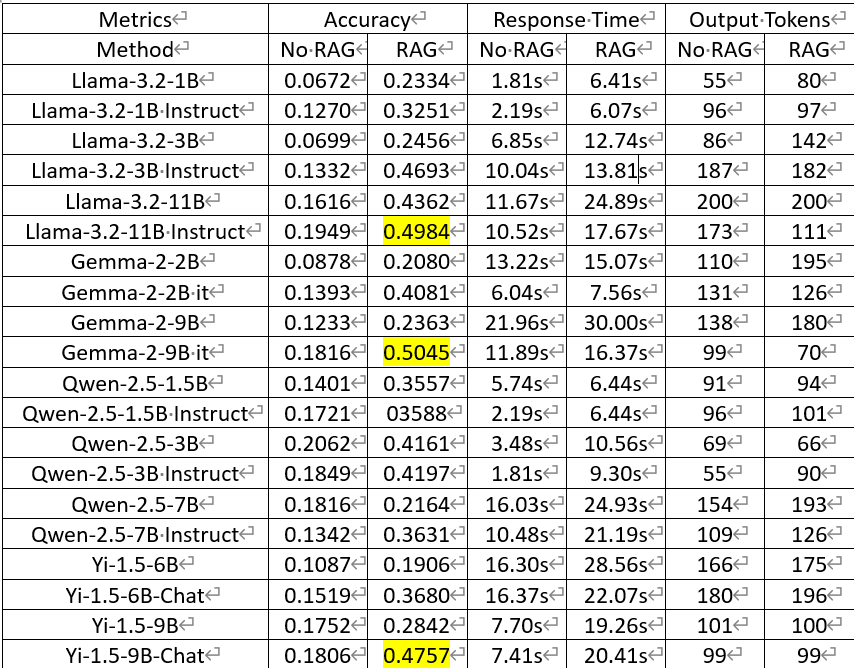 Metrics Accuracy Response Time Output Tokens
Method No RAG RAG No RAG RAG No RAG RAG
Llama-3.2-1B 0.0672 0.2334 1.81s 6.41s 55 80
Llama-3.2-1B Instruct 0.1270 0.3251 2.19s 6.07s 96 97
Llama-3.2-3B 0.0699 0.2456 6.85s 12.74s 86 142
Llama-3.2-3B Instruct 0.1332 0.4693 10.04s 13.81s 187 182
Llama-3.2-11B 0.1616 0.4362 11.67s 24.89s 200 200
Llama-3.2-11B Instruct 0.1949 0.4984 10.52s 17.67s 173 111
Gemma-2-2B 0.0878 0.2080 13.22s 15.07s 110 195
Gemma-2-2B it 0.1393 0.4081 6.04s 7.56s 131 126
Gemma-2-9B 0.1233 0.2363 21.96s 30.00s 138 180
Gemma-2-9B it 0.1816 0.5045 11.89s 16.37s 99 70
Qwen-2.5-1.5B 0.1401 0.3557 5.74s 6.44s 91 94
Qwen-2.5-1.5B Instruct 0.1721 03588 2.19s 6.44s 96 101
Qwen-2.5-3B 0.2062 0.4161 3.48s 10.56s 69 66
Qwen-2.5-3B Instruct 0.1849 0.4197 1.81s 9.30s 55 90
Qwen-2.5-7B 0.1816 0.2164 16.03s 24.93s 154 193
Qwen-2.5-7B Instruct 0.1342 0.3631 10.48s 21.19s 109 126
Yi-1.5-6B 0.1087 0.1906 16.30s 28.56s 166 175
Yi-1.5-6B-Chat 0.1519 0.3680 16.37s 22.07s 180 196
Yi-1.5-9B 0.1752 0.2842 7.70s 19.26s 101 100
Yi-1.5-9B-Chat 0.1806 0.4757 7.41s 20.41s 99 99